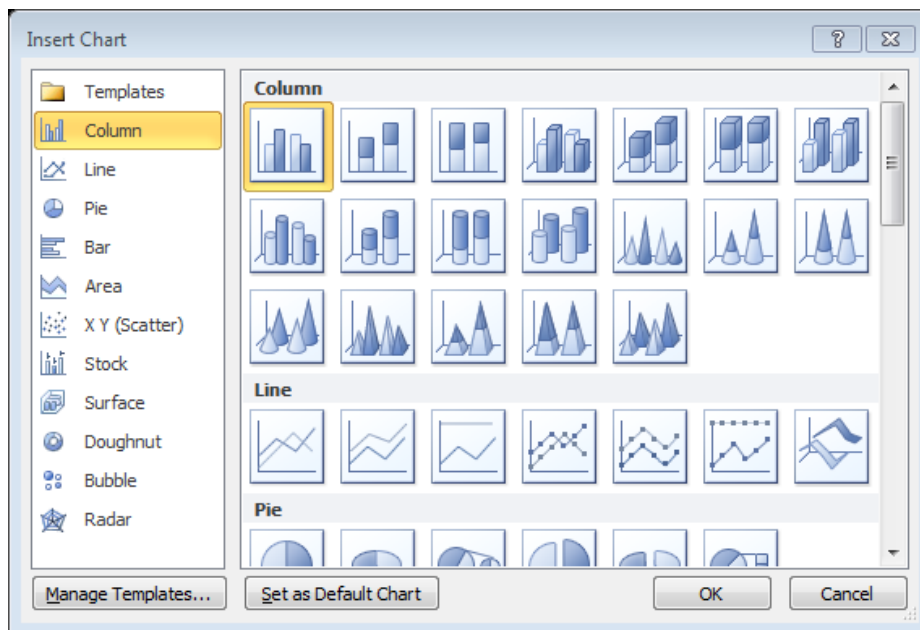 Insert Chart
Templates
Column
Line
Pie
Bar
Area
X Y (Scatter)
Stock
Surface
Doughnut
Bubble
Radar
Column
Line
Pie
Manage Templates...
Set as Default Chart
OK
Cancel